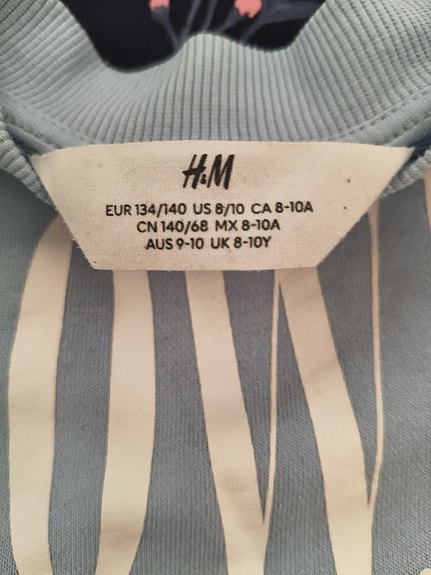 H&M
EUR 134/140 US 8/10 CA 8-10A
CN 140/68 MX 8-10A
AUS 9-10 UK 8-10Y